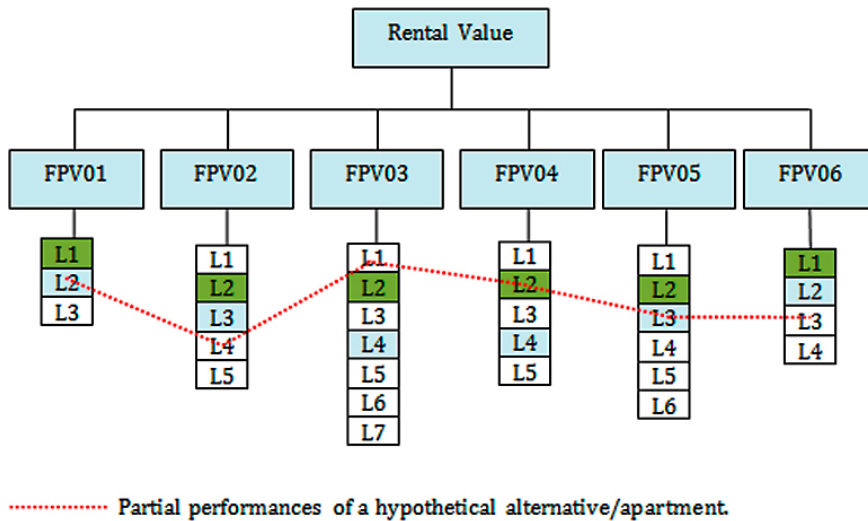 Rental Value
FPV01 FPV02 FPV03 FPV04 FPV05 FPV06
L1
L2
L3
L1
L2
L3
L4
L5
L1
L2
L3
L4
L5
L6
L7
L1
L2
L3
L4
L5
L1
L2
L3
L4
L5
L6
L1
L2
L3
L4
Partial performances of a hypothetical alternative/apartment.